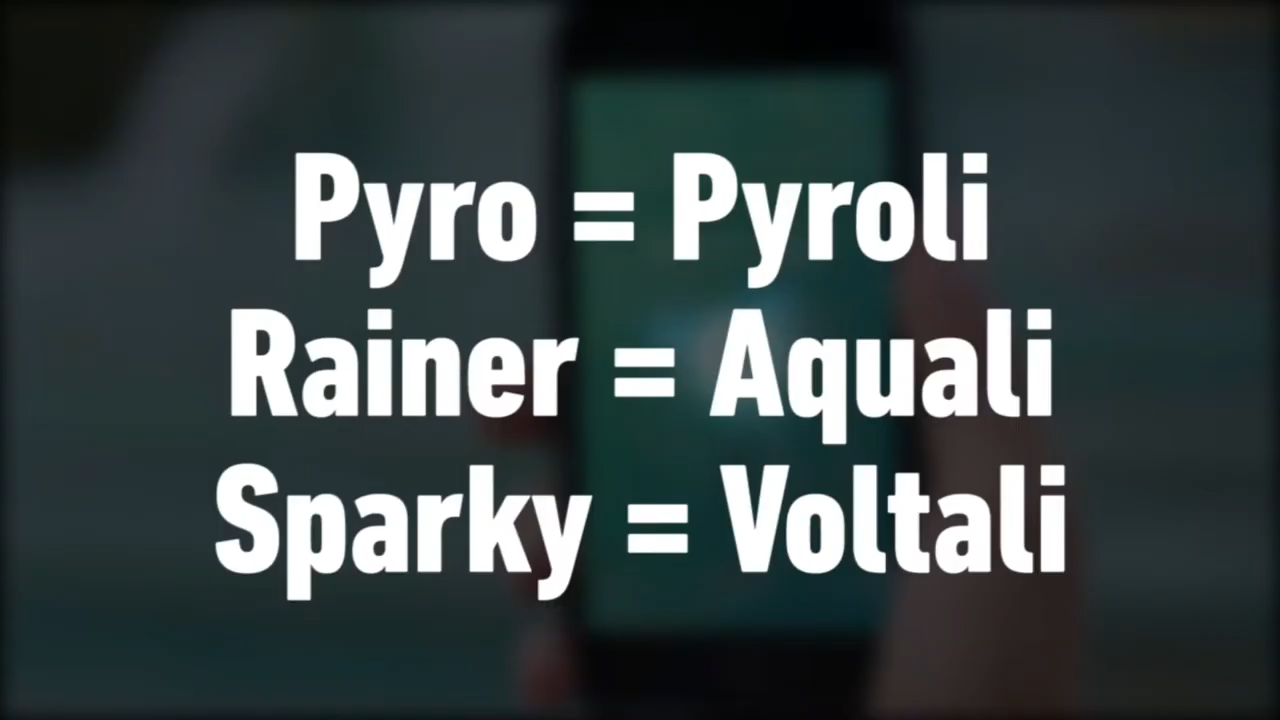 Pyro = Pyroli
Rainer = Aquali
Sparky = Voltali